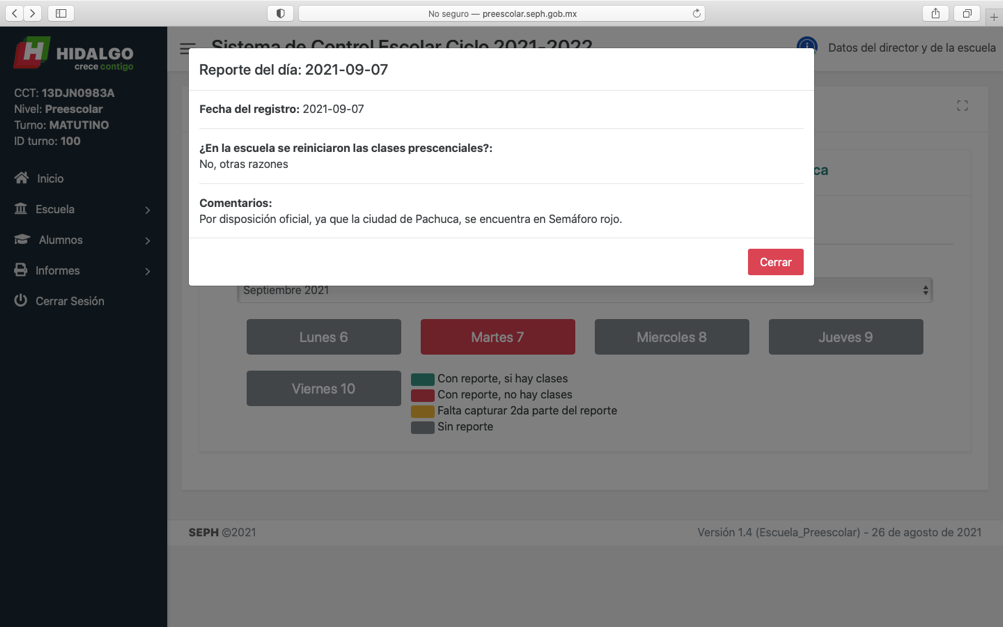 No seguro — preescolar.seph.gob.mx
HIDALGO
crece contigo
CCT: 13DJN0983A
Nivel: Preescolar
Turno: MATUTINO
ID turno: 100
Inicio
Escuela
Alumnos
Informes
Cerrar Sesión
Sistema de Control Escolar Ciclo 2021-2022
Datos del director y de la escuela
Reporte del día: 2021-09-07
Fecha del registro: 2021-09-07
¿En la escuela se reiniciaron las clases prescenciales?:
No, otras razones
ca
Comentarios:
Por disposición oficial, ya que la ciudad de Pachuca, se encuentra en Semáforo rojo.
Cerrar
Septiembre 2021
Lunes 6
Martes 7
Miercoles 8
Jueves 9
Viernes 10
Con reporte, si hay clases
Con reporte, no hay clases
Falta capturar 2da parte del reporte
Sin reporte
SEPH ©2021
Versión 1.4 (Escuela_Preescolar) - 26 de agosto de 2021